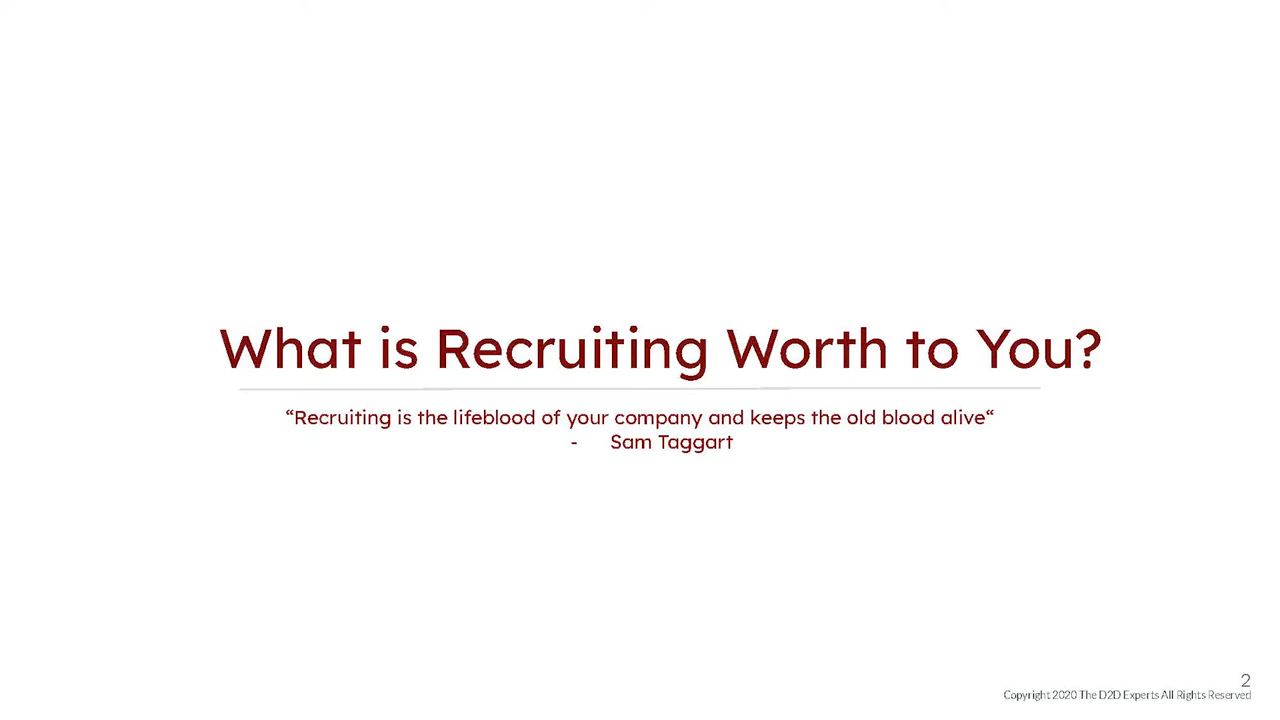 What is Recruiting Worth to You?
“Recruiting is the lifeblood of your company and keeps the old blood alive“
- Sam Taggart
2
Copyright 2020 The D2D Experts All Rights Reserved